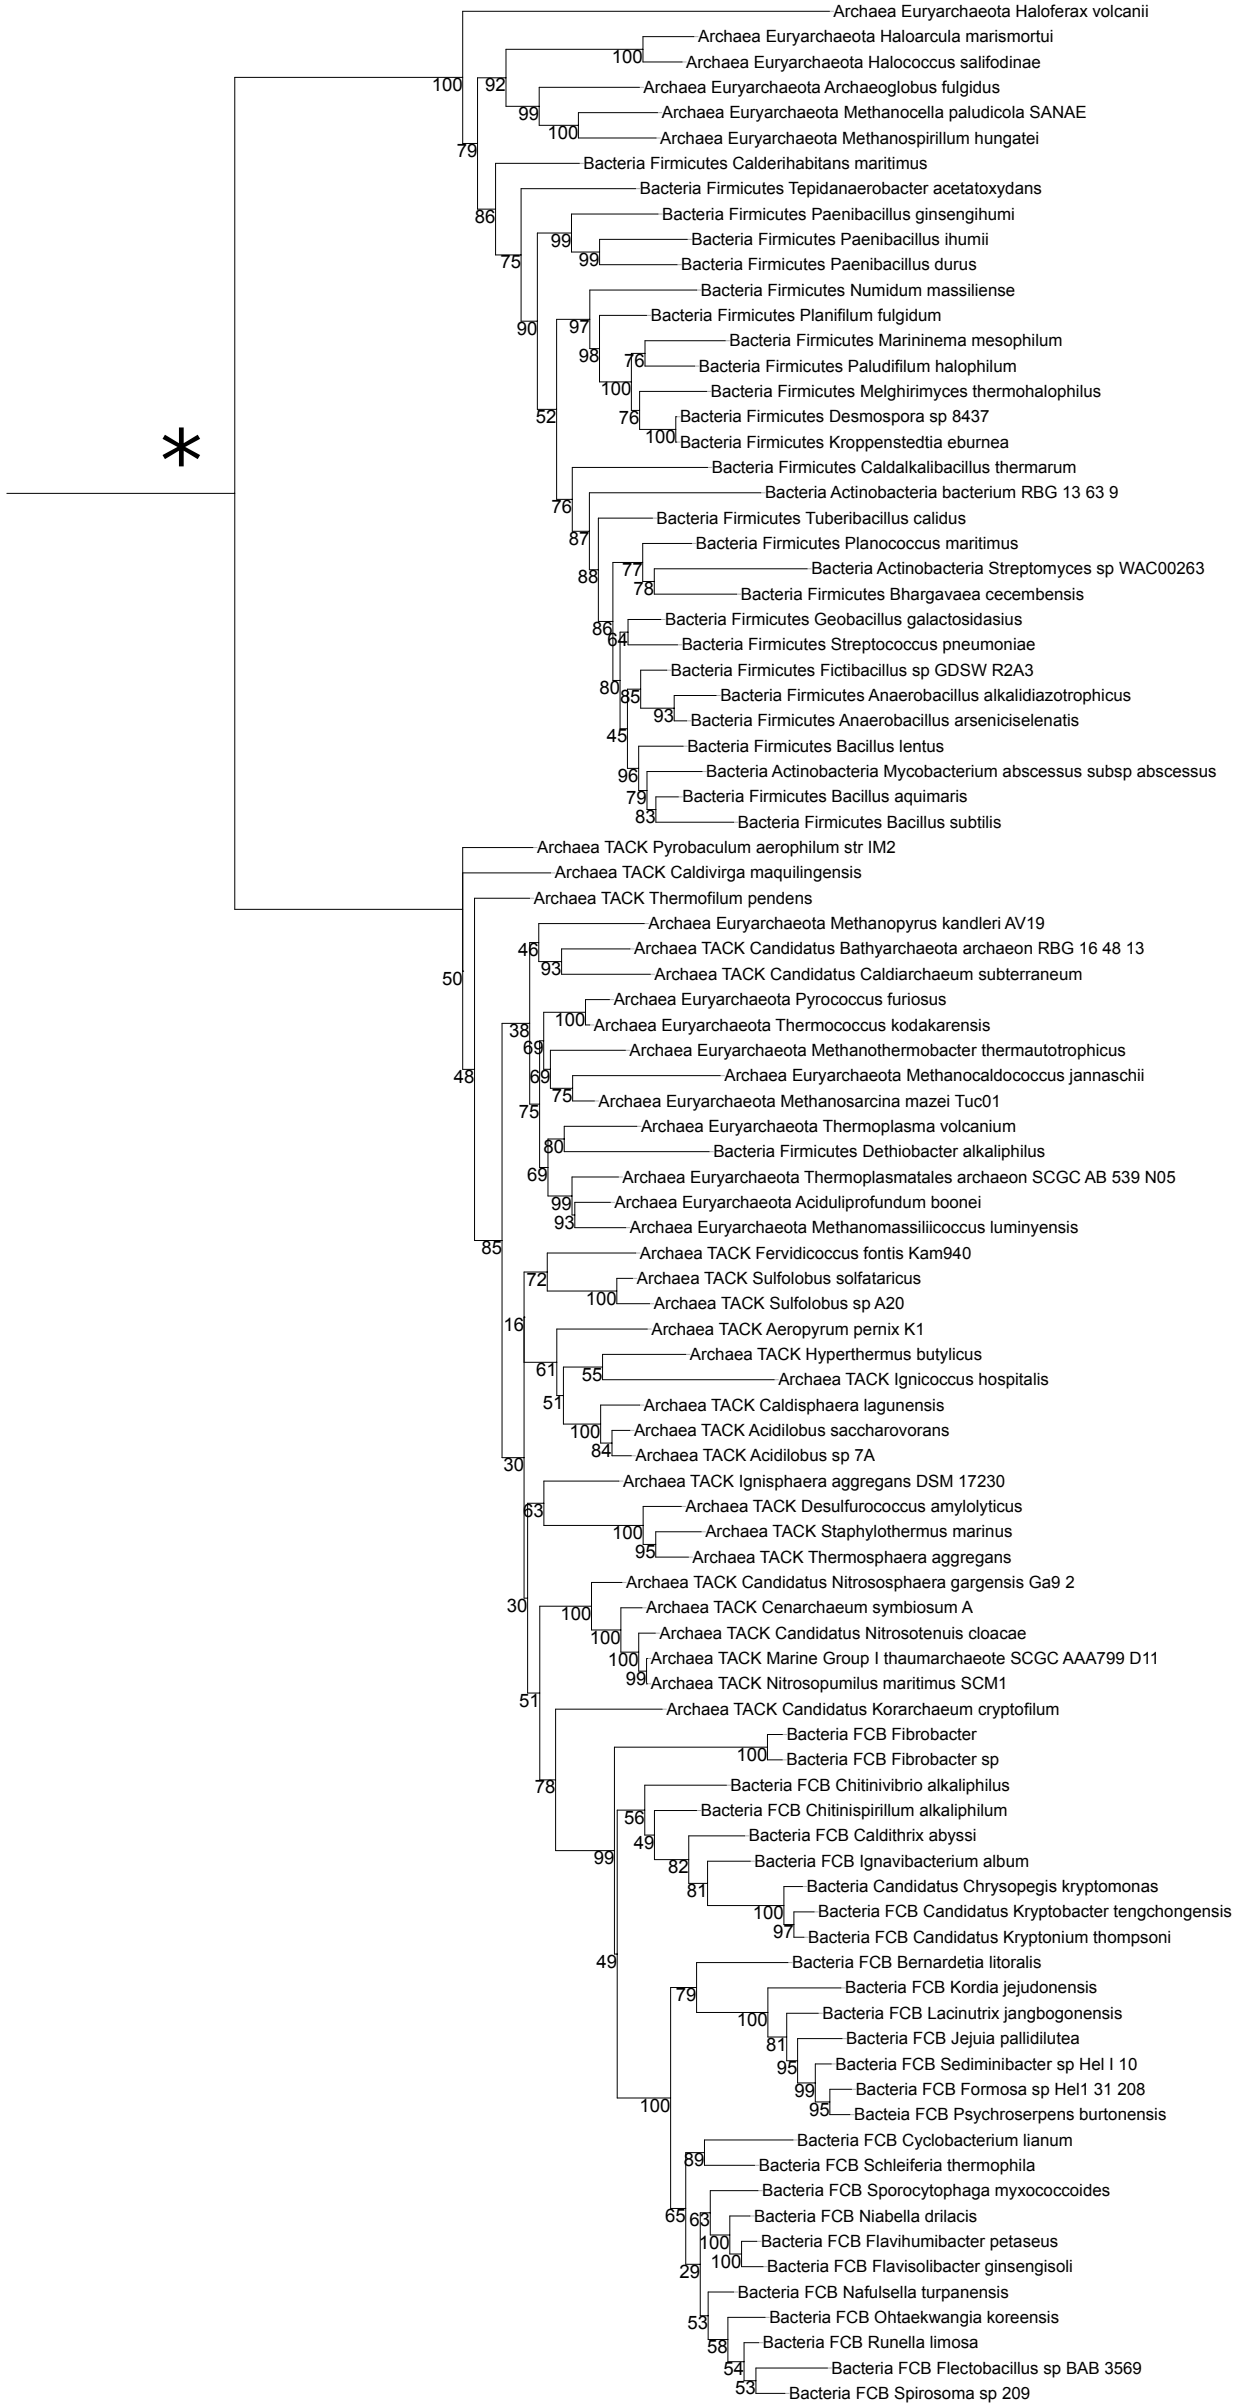 Archaea Euryarchaeota Haloferax volcanii
Archaea Euryarchaeota Haloarcula marismortui
100
Archaea Euryarchaeota Halococcus salifodinae
100
92
Archaea Euryarchaeota Archaeoglobus fulgidus
99
Archaea Euryarchaeota Methanocella paludicola SANAE
100
Archaea Euryarchaeota Methanospirillum hungatei
79
Bacteria Firmicutes Calderihabitans maritimus
Bacteria Firmicutes Tepidanaerobacter acetatoxydans
86
Bacteria Firmicutes Paenibacillus ginsengihumi
99
Bacteria Firmicutes Paenibacillus ihumii
75
99
Bacteria Firmicutes Paenibacillus durus
Bacteria Firmicutes Numidum massiliense
90
97
Bacteria Firmicutes Planifilum fulgidum
98
Bacteria Firmicutes Marininema mesophilum
76
Bacteria Firmicutes Paludifilum halophilum
100
Bacteria Firmicutes Melghirimyces thermohalophilus
52
76
Bacteria Firmicutes Desmospora sp 8437
100
Bacteria Firmicutes Kroppenstedtia eburnea
*
Bacteria Firmicutes Caldalkalibacillus thermarum
Bacteria Actinobacteria bacterium RBG 13 63 9
76
Bacteria Firmicutes Tuberibacillus calidus
87
Bacteria Firmicutes Planococcus maritimus
88
77
Bacteria Actinobacteria Streptomyces sp WAC00263
78
Bacteria Firmicutes Bhargavaea cecembensis
Bacteria Firmicutes Geobacillus galactosidasius
86
64
Bacteria Firmicutes Streptococcus pneumoniae
Bacteria Firmicutes Fictibacillus sp GDSW R2A3
80
85
Bacteria Firmicutes Anaerobacillus alkalidiazotrophicus
93
Bacteria Firmicutes Anaerobacillus arseniciselenatis
45
Bacteria Firmicutes Bacillus lentus
96
Bacteria Actinobacteria Mycobacterium abscessus subsp abscessus
79
Bacteria Firmicutes Bacillus aquimaris
83
Bacteria Firmicutes Bacillus subtilis
Archaea TACK Pyrobaculum aerophilum str IM2
Archaea TACK Caldivirga maquilingensis
Archaea TACK Thermofilum pendens
Archaea Euryarchaeota Methanopyrus kandleri AV19
46
Archaea TACK Candidatus Bathyarchaeota archaeon RBG 16 48 13
93
Archaea TACK Candidatus Caldiarchaeum subterraneum
50
Archaea Euryarchaeota Pyrococcus furiosus
100
Archaea Euryarchaeota Thermococcus kodakarensis
38
69
Archaea Euryarchaeota Methanothermobacter thermautotrophicus
48
69
Archaea Euryarchaeota Methanocaldococcus jannaschii
75
Archaea Euryarchaeota Methanosarcina mazei Tuc01
75
Archaea Euryarchaeota Thermoplasma volcanium
80
Bacteria Firmicutes Dethiobacter alkaliphilus
69
Archaea Euryarchaeota Thermoplasmatales archaeon SCGC AB 539 N05
99
Archaea Euryarchaeota Aciduliprofundum boonei
93
Archaea Euryarchaeota Methanomassiliicoccus luminyensis
85
Archaea TACK Fervidicoccus fontis Kam940
72
Archaea TACK Sulfolobus solfataricus
100
Archaea TACK Sulfolobus sp A20
16
Archaea TACK Aeropyrum pernix K1
Archaea TACK Hyperthermus butylicus
61
55
Archaea TACK Ignicoccus hospitalis
51
Archaea TACK Caldisphaera lagunensis
100
Archaea TACK Acidilobus saccharovorans
84
Archaea TACK Acidilobus sp 7A
30
Archaea TACK Ignisphaera aggregans DSM 17230
63
Archaea TACK Desulfurococcus amylolyticus
100
Archaea TACK Staphylothermus marinus
95
Archaea TACK Thermosphaera aggregans
Archaea TACK Candidatus Nitrososphaera gargensis Ga9 2
30
100
Archaea TACK Cenarchaeum symbiosum A
100
Archaea TACK Candidatus Nitrosotenuis cloacae
100
Archaea TACK Marine Group I thaumarchaeote SCGC AAA799 D11
99
Archaea TACK Nitrosopumilus maritimus SCM1
51
Archaea TACK Candidatus Korarchaeum cryptofilum
Bacteria FCB Fibrobacter
100
Bacteria FCB Fibrobacter sp
78
Bacteria FCB Chitinivibrio alkaliphilus
56
Bacteria FCB Chitinispirillum alkaliphilum
49
Bacteria FCB Caldithrix abyssi
99
82
Bacteria FCB Ignavibacterium album
81
Bacteria Candidatus Chrysopegis kryptomonas
100
Bacteria FCB Candidatus Kryptobacter tengchongensis
97
Bacteria FCB Candidatus Kryptonium thompsoni
49
Bacteria FCB Bernardetia litoralis
79
Bacteria FCB Kordia jejudonensis
100
Bacteria FCB Lacinutrix jangbogonensis
81
Bacteria FCB Jejuia pallidilutea
95
Bacteria FCB Sediminibacter sp Hel I 10
99
Bacteria FCB Formosa sp Hel1 31 208
100
95
Bacteia FCB Psychroserpens burtonensis
Bacteria FCB Cyclobacterium lianum
89
Bacteria FCB Schleiferia thermophila
Bacteria FCB Sporocytophaga myxococcoides
65
63
Bacteria FCB Niabella drilacis
100
Bacteria FCB Flavihumibacter petaseus
100
Bacteria FCB Flavisolibacter ginsengisoli
29
Bacteria FCB Nafulsella turpanensis
53
Bacteria FCB Ohtaekwangia koreensis
58
Bacteria FCB Runella limosa
54
Bacteria FCB Flectobacillus sp BAB 3569
53
Bacteria FCB Spirosoma sp 209